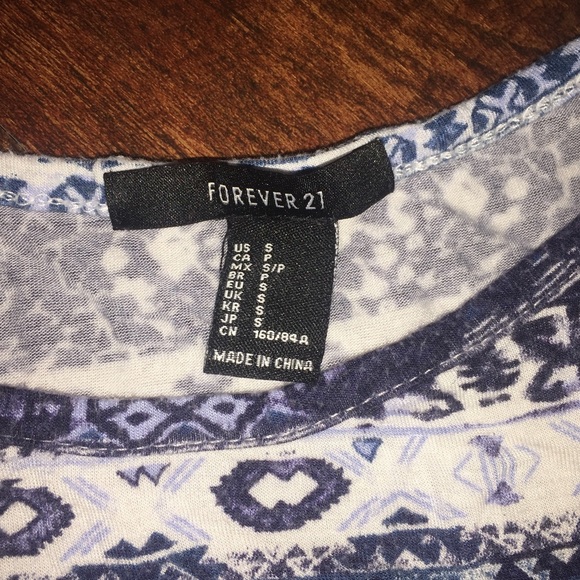 FOREVER 21
US S
CA P
MX S/P
BR P
EU S
UK S
KR S
JP S
CN 160/84A
MADE IN CHINA